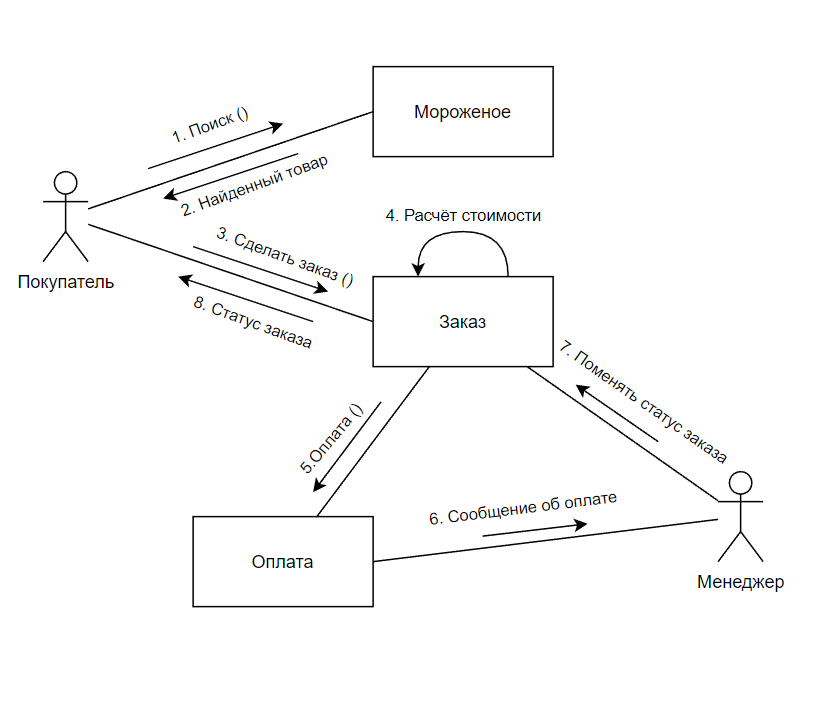 Мороженое
1. Поиск ()
2. Найденный товар
Покупатель
3. Сделать заказ ()
8. Статус заказа
4. Расчёт стоимости
Заказ
7. Поменять статус заказа
5.Оплата ()
6. Сообщение об оплате
Оплата
Менеджер